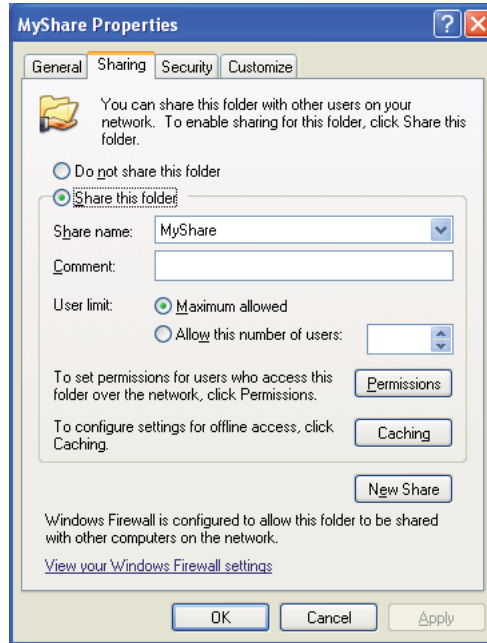 MyShare Properties
General Sharing Security Customize
You can share this folder with other users on your
network. To enable sharing for this folder, click Share this
folder.
Do not share this folder
Share this folder
Share name: MyShare
Comment:
User limit: Maximum allowed
Allow this number of users:
To set permissions for users who access this
folder over the network, click Permissions.
Permissions
To configure settings for offline access, click
Caching.
Caching
New Share
Windows Firewall is configured to allow this folder to be shared
with other computers on the network.
View your Windows Firewall settings
OK Cancel Apply